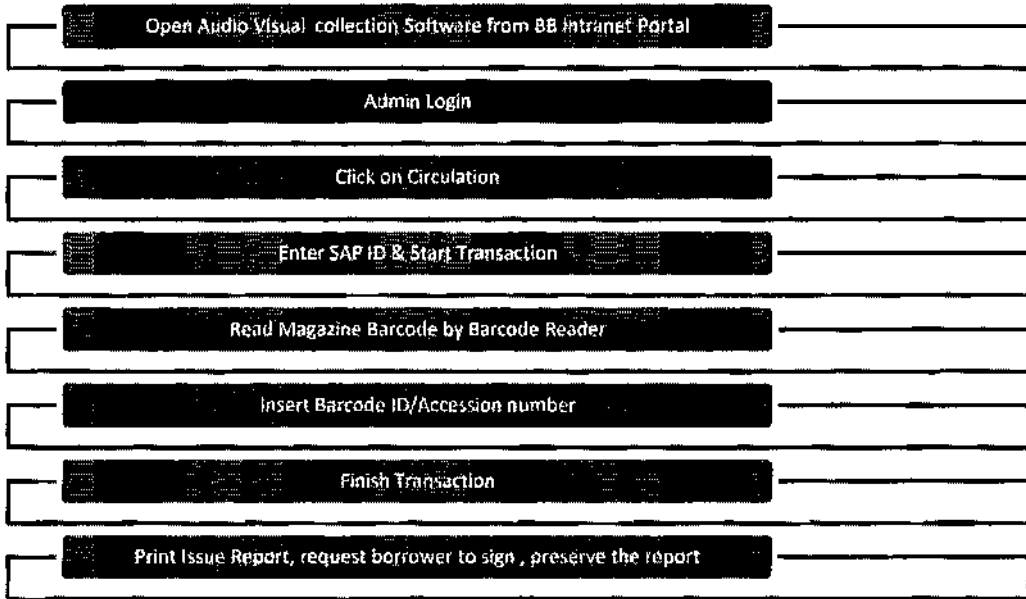 Open Audio Visual collection Software from BB Intranet Portal
Admin Login
Click on Circulation
Enter SAP ID & Start Transaction
Read Magazine Barcode by Barcode Reader
Insert Barcode ID/Accession number
Finish Transaction
Print Issue Report, request borrower to sign , preserve the report